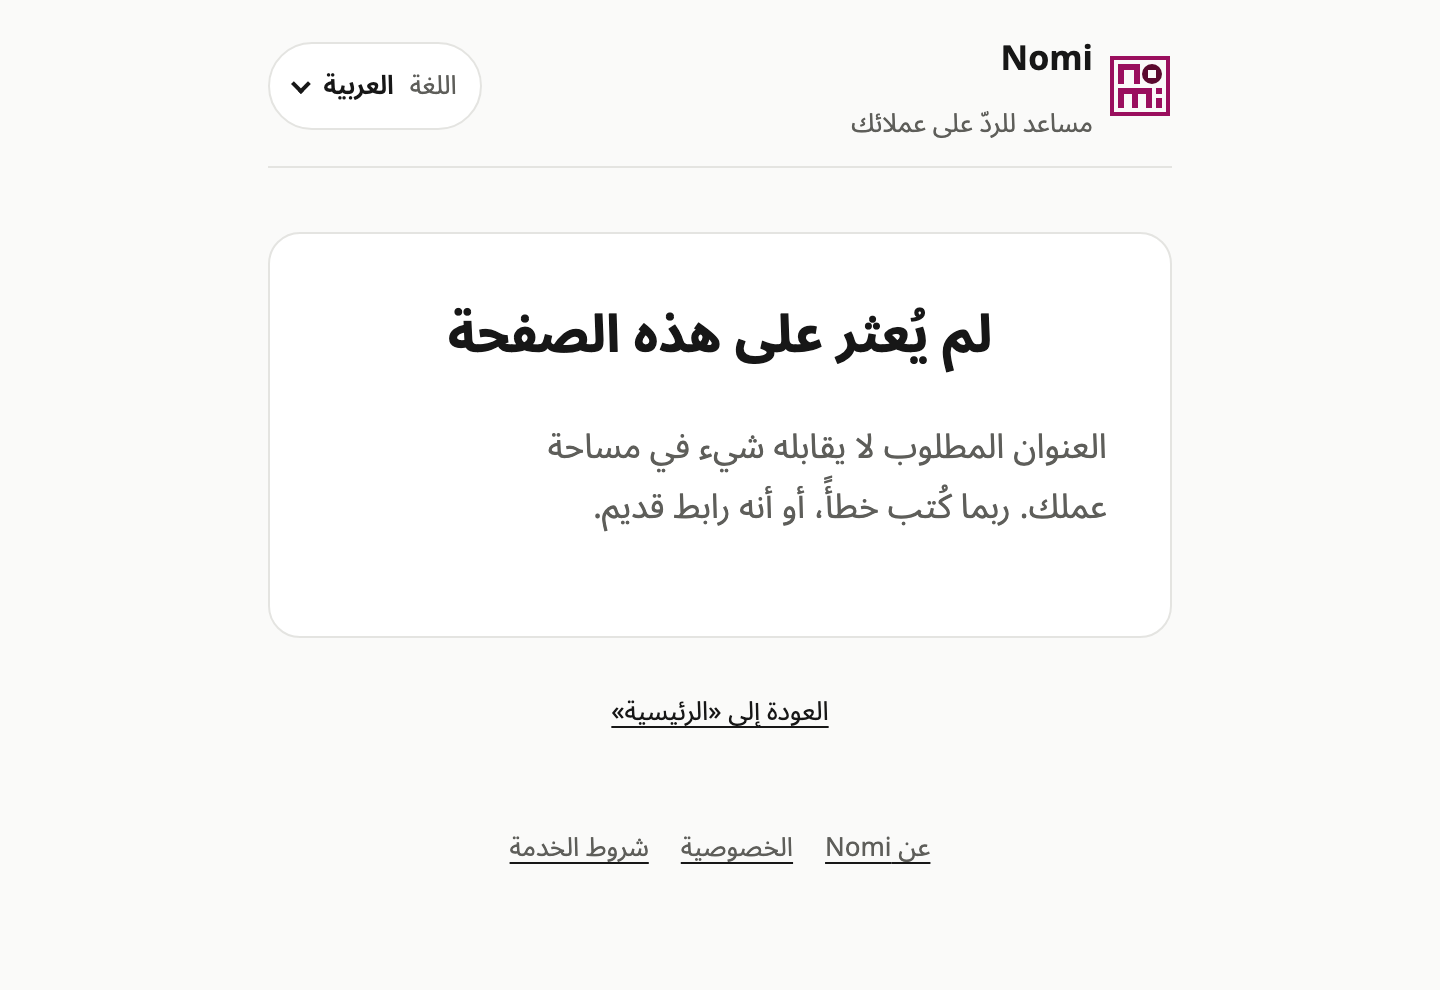 Nomi
مساعد للردّ على عملائك
اللغة العربية
لم يُعثر على هذه الصفحة
العنوان المطلوب لا يقابله شيء في مساحة
عملك. ربما كُتب خطأً، أو أنه رابط قديم.
العودة إلى «الرئيسية»
عن Nomi الخصوصية شروط الخدمة